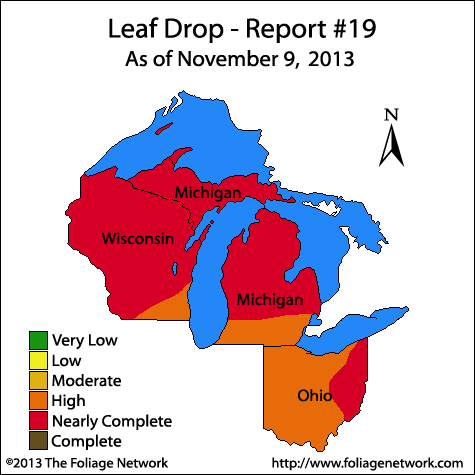 Leaf Drop - Report #19
As of November 9, 2013
N
Michigan
Wisconsin
Michigan
Ohio
Very Low
Low
Moderate
High
Nearly Complete
Complete
©2013 The Foliage Network
http://www.foliagenetwork.com